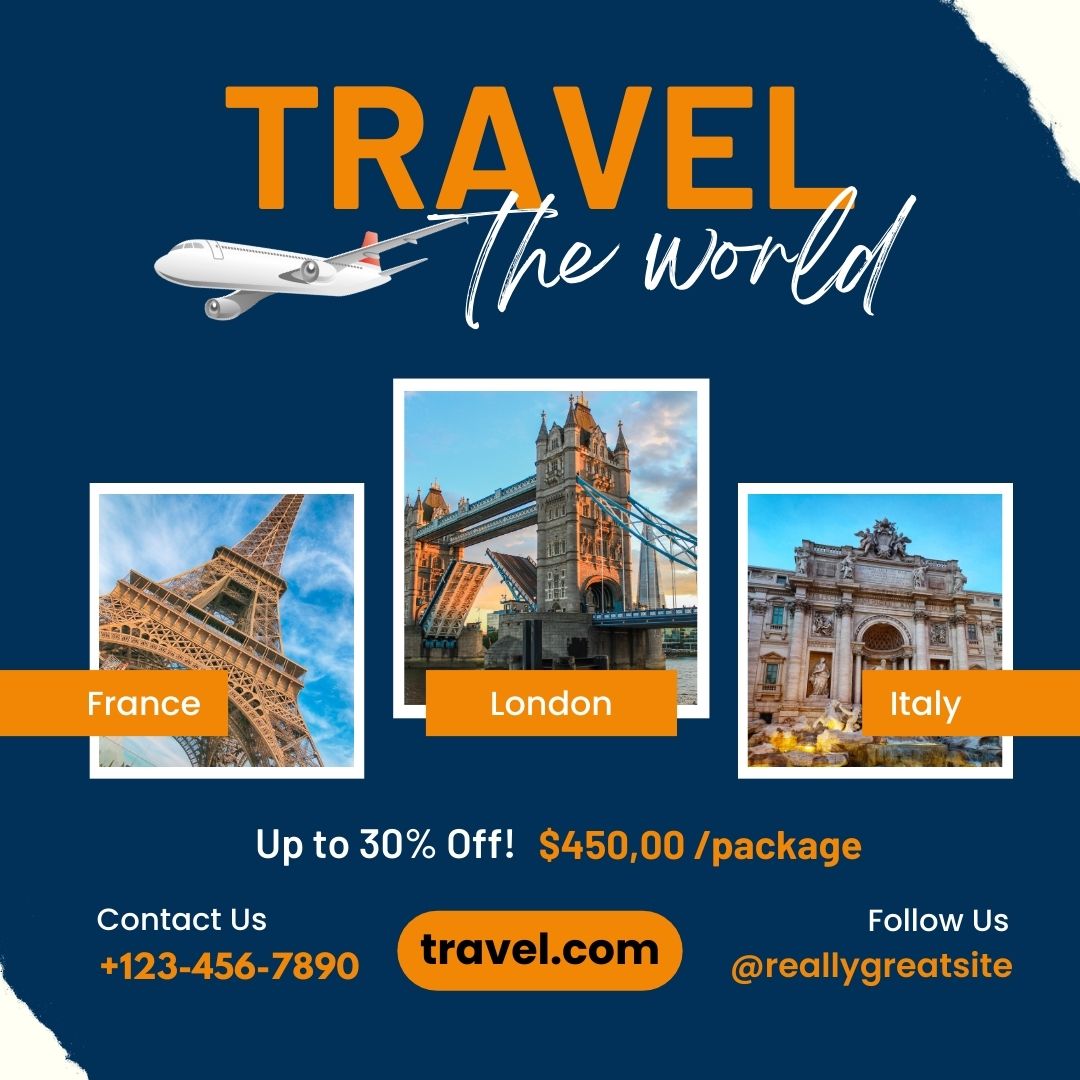 TRAVEL
The world
France
London
Italy
Up to 30% Off! $450,00 /package
Contact Us
+123-456-7890
travel.com
Follow Us
@reallygreatsite